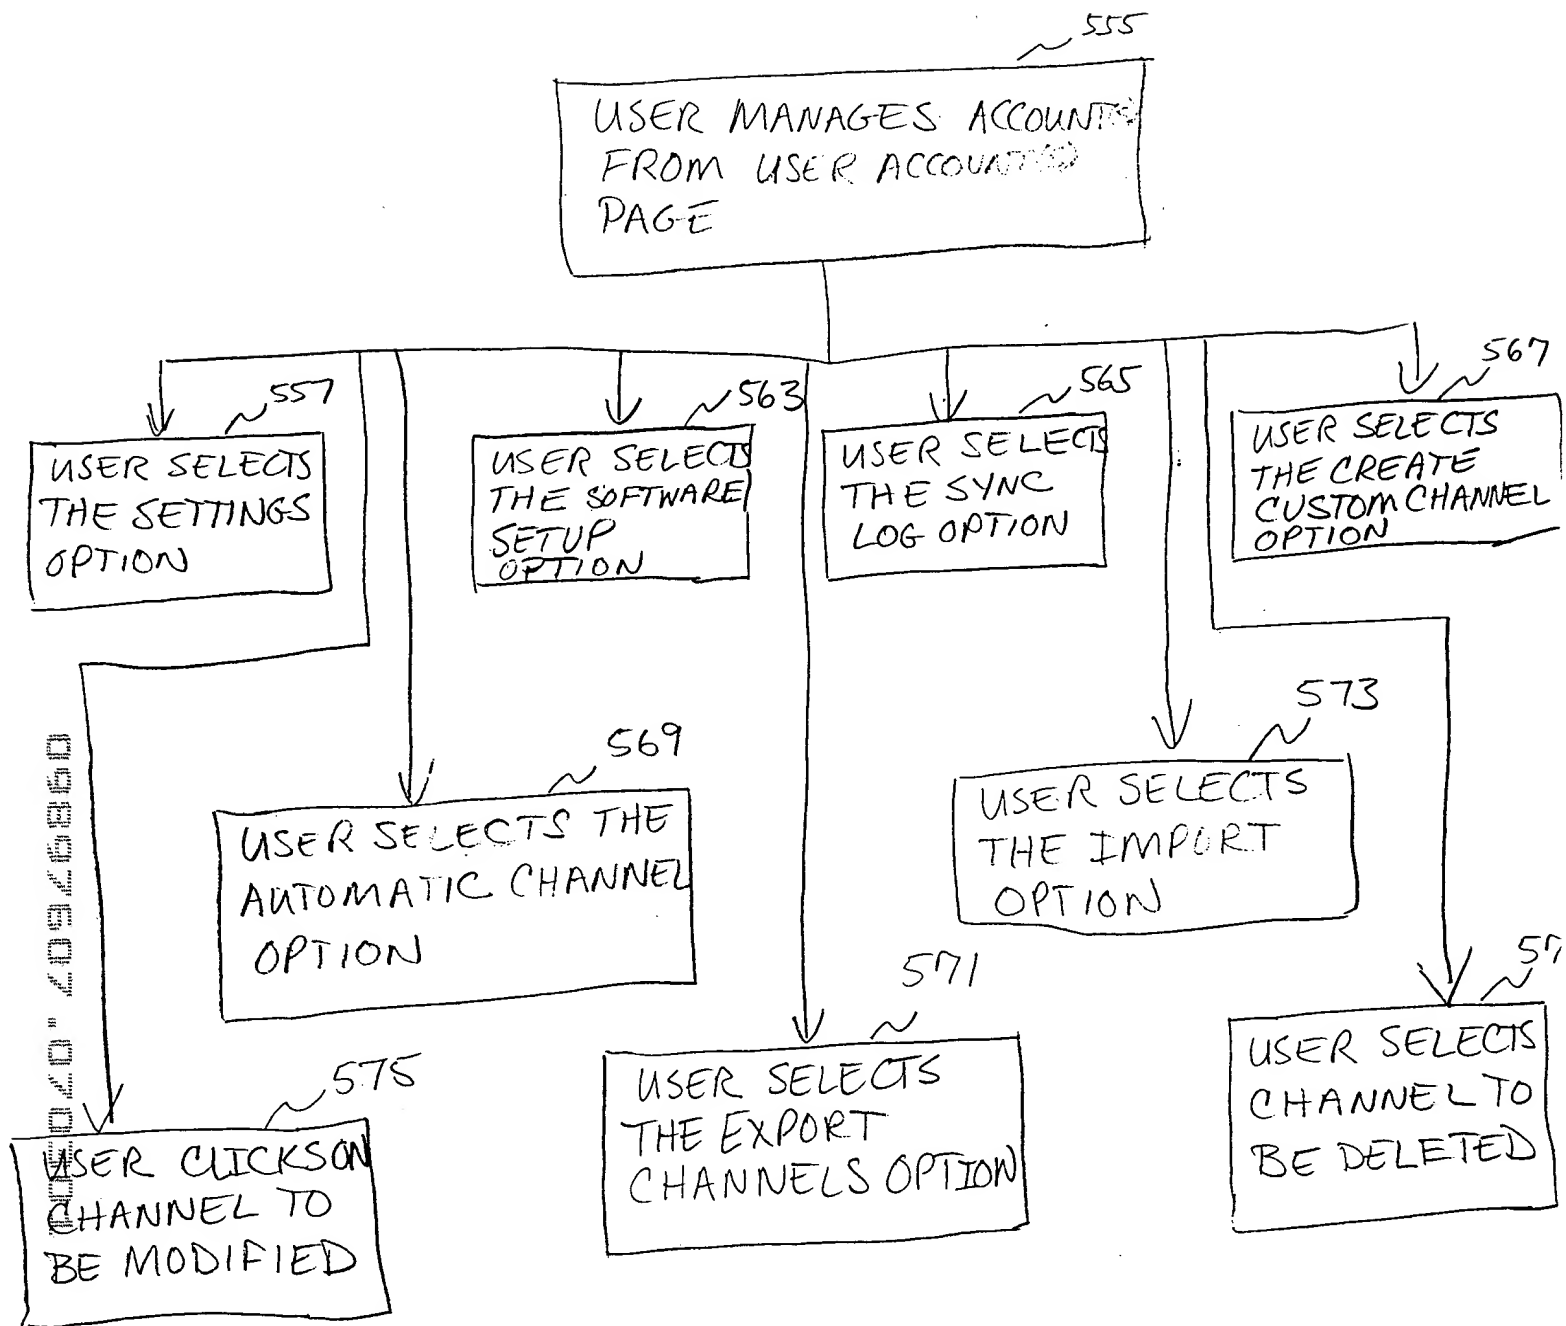 555
USER MANAGES ACCOUNT
FROM USER ACCOUNT
PAGE
557
USER SELECTS
THE SETTINGS
OPTION
563
USER SELECTS
THE SOFTWARE
SETUP
OPTION
565
USER SELECTS
THE SYNC
LOG OPTION
567
USER SELECTS
THE CREATE
CUSTOM CHANNEL
OPTION
569
USER SELECTS THE
AUTOMATIC CHANNEL
OPTION
573
USER SELECTS
THE IMPORT
OPTION
575
USER CLICKS ON
CHANNEL TO
BE MODIFIED
571
USER SELECTS
THE EXPORT
CHANNELS OPTION
57
USER SELECTS
CHANNEL TO
BE DELETED